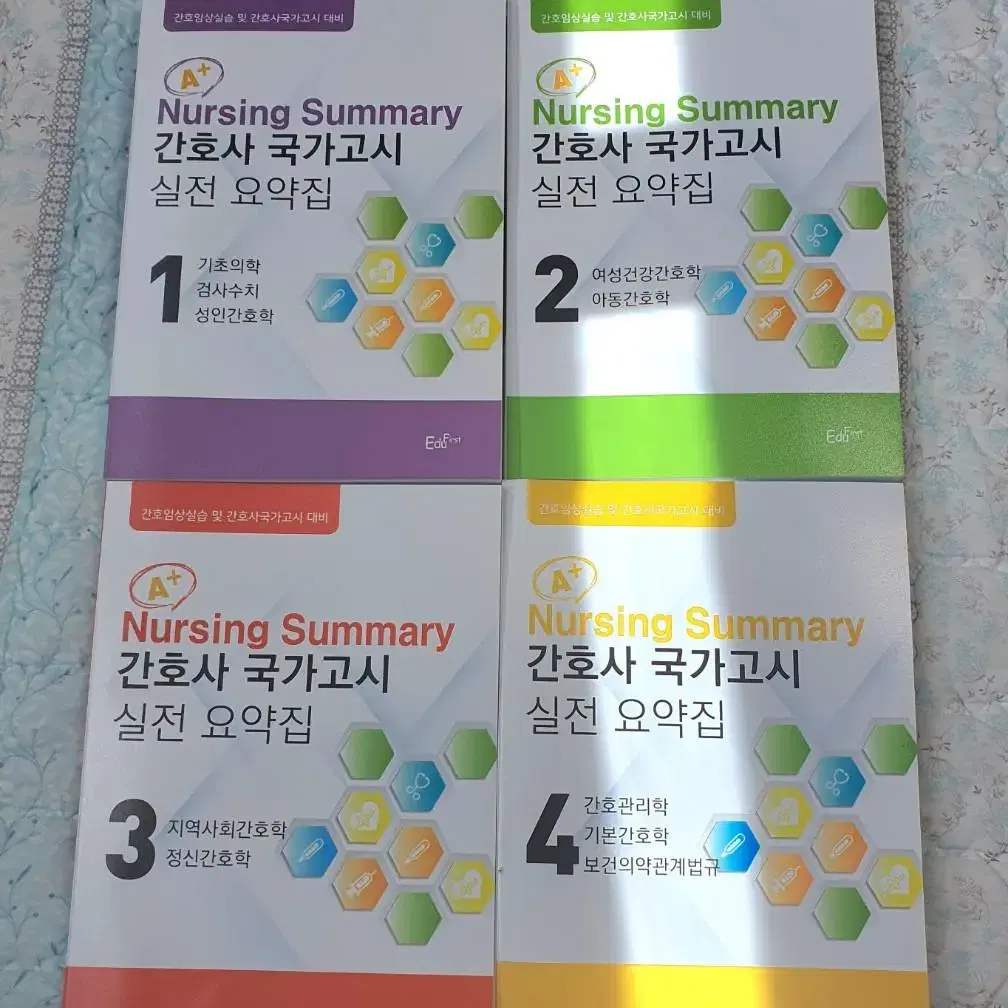 간호임상실습 및 간호사국가고시 대비
A+
Nursing Summary
간호사 국가고시
실전 요약집
1
기초의학
검사수치
성인간호학
EduFirst
간호임상실습 및 간호사국가고시 대비
A+
Nursing Summary
간호사 국가고시
실전 요약집
2
여성건강간호학
아동간호학
EduFirst
간호임상실습 및 간호사국가고시 대비
A+
Nursing Summary
간호사 국가고시
실전 요약집
3
지역사회간호학
정신간호학
간호임상실습 및 간호사국가고시 대비
A+
Nursing Summary
간호사 국가고시
실전 요약집
4
간호관리학
기본간호학
보건의약관계법규